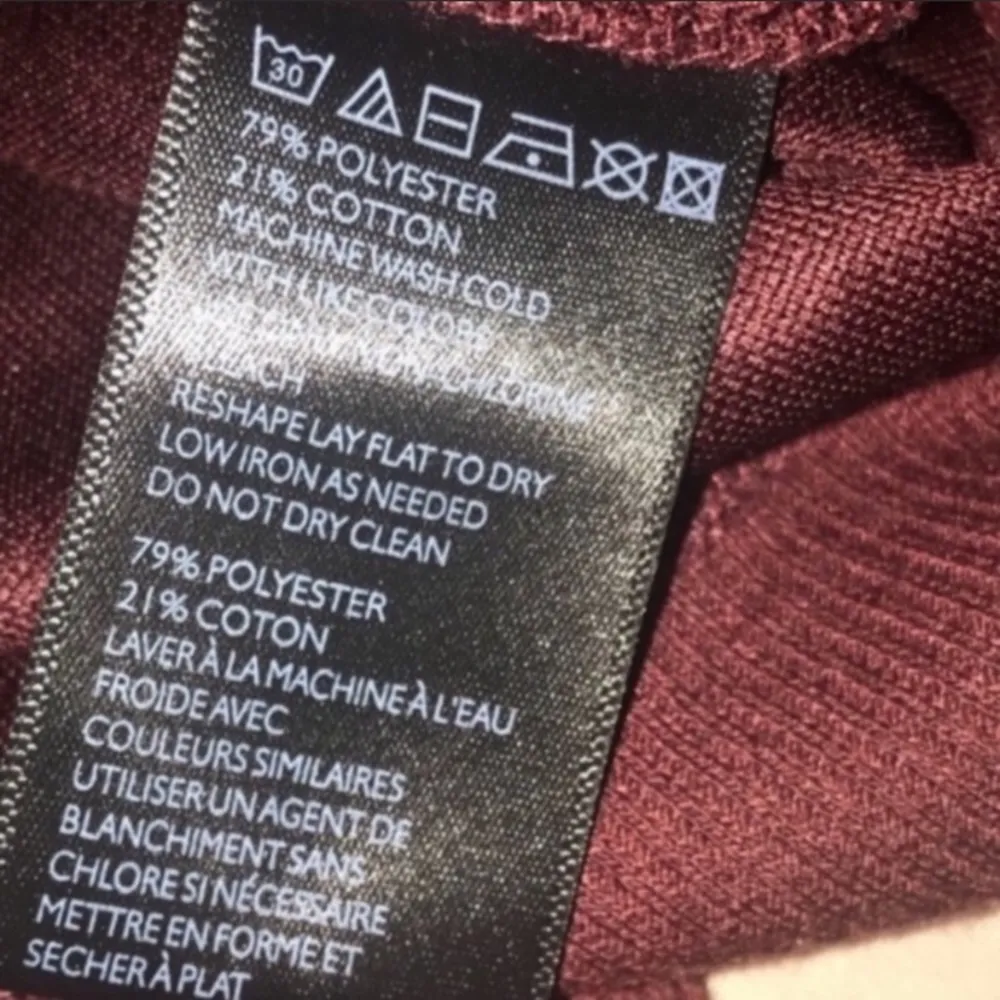 30
79% POLYESTER
21% COTTON
MACHINE WASH COLD
WITH LIKE COLORS
CHLORINE
RESHAPE LAY FLAT TO DRY
LOW IRON AS NEEDED
DO NOT DRY CLEAN
79% POLYESTER
21% COTON
LAVER À LA MACHINE À L'EAU
FROIDE AVEC
COULEURS SIMILAIRES
UTILISER UN AGENT DE
BLANCHIMENT SANS
CHLORE SI NÉCESSAIRE
METTRE EN FORME ET
SECHER À PLAT